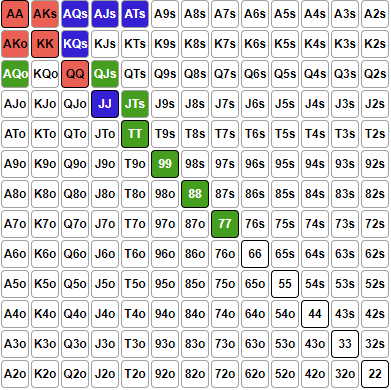 AA AKs AQs AJs ATs A9s A8s A7s A6s A5s A4s A3s A2s
AKo KK KQs KJs KTs K9s K8s K7s K6s K5s K4s K3s K2s
AQo KQo QQ QJs QTs Q9s Q8s Q7s Q6s Q5s Q4s Q3s Q2s
AJo KJo QJo JJ JTs J9s J8s J7s J6s J5s J4s J3s J2s
ATo KTo QTo JTo TT T9s T8s T7s T6s T5s T4s T3s T2s
A9o K9o Q9o J9o T9o 99 98s 97s 96s 95s 94s 93s 92s
A8o K8o Q8o J8o T8o 98o 88 87s 86s 85s 84s 83s 82s
A7o K7o Q7o J7o T7o 97o 87o 77 76s 75s 74s 73s 72s
A6o K6o Q6o J6o T6o 96o 86o 76o 66 65s 64s 63s 62s
A5o K5o Q5o J5o T5o 95o 85o 75o 65o 55 54s 53s 52s
A4o K4o Q4o J4o T4o 94o 84o 74o 64o 54o 44 43s 42s
A3o K3o Q3o J3o T3o 93o 83o 73o 63o 53o 43o 33 32s
A2o K2o Q2o J2o T2o 92o 82o 72o 62o 52o 42o 32o 22